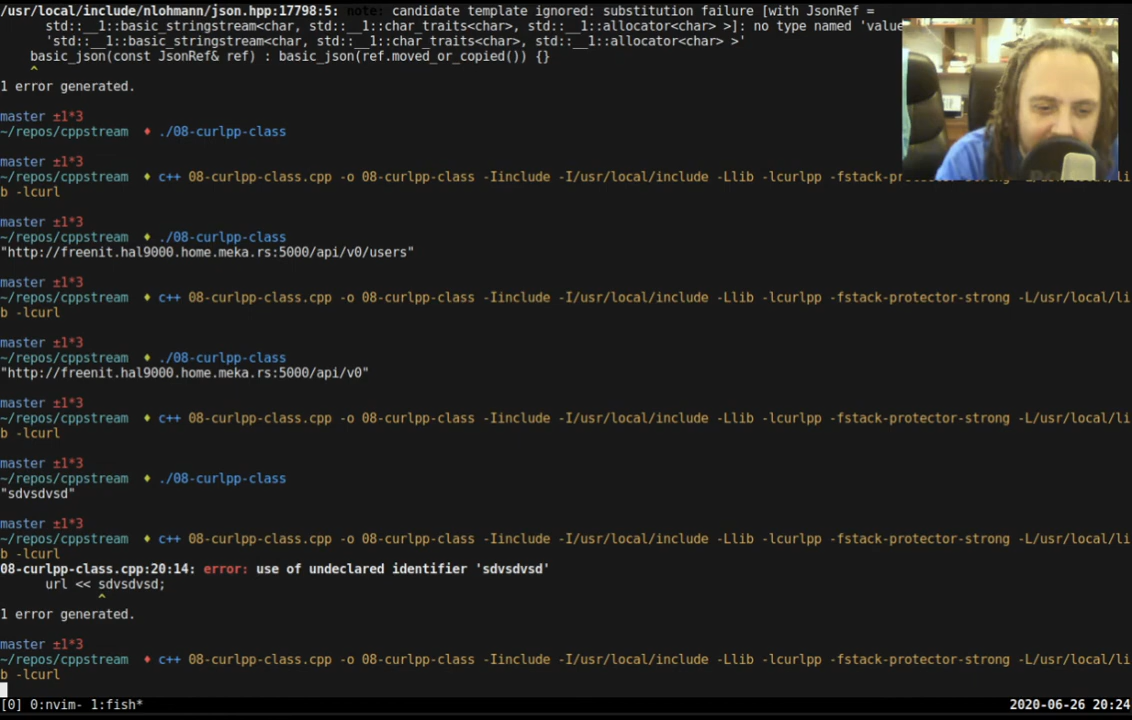 /usr/local/include/nlohmann/json.hpp:17798:5: note: candidate template ignored: substitution failure [with JsonRef =
std::__1::basic_stringstream<char, std::__1::char_traits<char>, std::__1::allocator<char> >]: no type named 'value
'std::__1::basic_stringstream<char, std::__1::char_traits<char>, std::__1::allocator<char> >'
basic_json(const JsonRef& ref) : basic_json(ref.moved_or_copied()) {}
^
1 error generated.
master ±1*3
~/repos/cppstream ♦ ./08-curlpp-class
master ±1*3
~/repos/cppstream ♦ c++ 08-curlpp-class.cpp -o 08-curlpp-class -Iinclude -I/usr/local/include -Llib -lcurlpp -fstack-protector-strong -L/usr/local/li
b -lcurl
master ±1*3
~/repos/cppstream ♦ ./08-curlpp-class
"http://freenit.hal9000.home.meka.rs:5000/api/v0/users"
master ±1*3
~/repos/cppstream ♦ c++ 08-curlpp-class.cpp -o 08-curlpp-class -Iinclude -I/usr/local/include -Llib -lcurlpp -fstack-protector-strong -L/usr/local/li
b -lcurl
master ±1*3
~/repos/cppstream ♦ ./08-curlpp-class
"http://freenit.hal9000.home.meka.rs:5000/api/v0"
master ±1*3
~/repos/cppstream ♦ c++ 08-curlpp-class.cpp -o 08-curlpp-class -Iinclude -I/usr/local/include -Llib -lcurlpp -fstack-protector-strong -L/usr/local/li
b -lcurl
master ±1*3
~/repos/cppstream ♦ ./08-curlpp-class
"sdvsdvsd"
master ±1*3
~/repos/cppstream ♦ c++ 08-curlpp-class.cpp -o 08-curlpp-class -Iinclude -I/usr/local/include -Llib -lcurlpp -fstack-protector-strong -L/usr/local/li
b -lcurl
08-curlpp-class.cpp:20:14: error: use of undeclared identifier 'sdvsdvsd'
url << sdvsdvsd;
^
1 error generated.
master ±1*3
~/repos/cppstream ♦ c++ 08-curlpp-class.cpp -o 08-curlpp-class -Iinclude -I/usr/local/include -Llib -lcurlpp -fstack-protector-strong -L/usr/local/li
b -lcurl
[0] 0:nvim- 1:fish* 2020-06-26 20:24